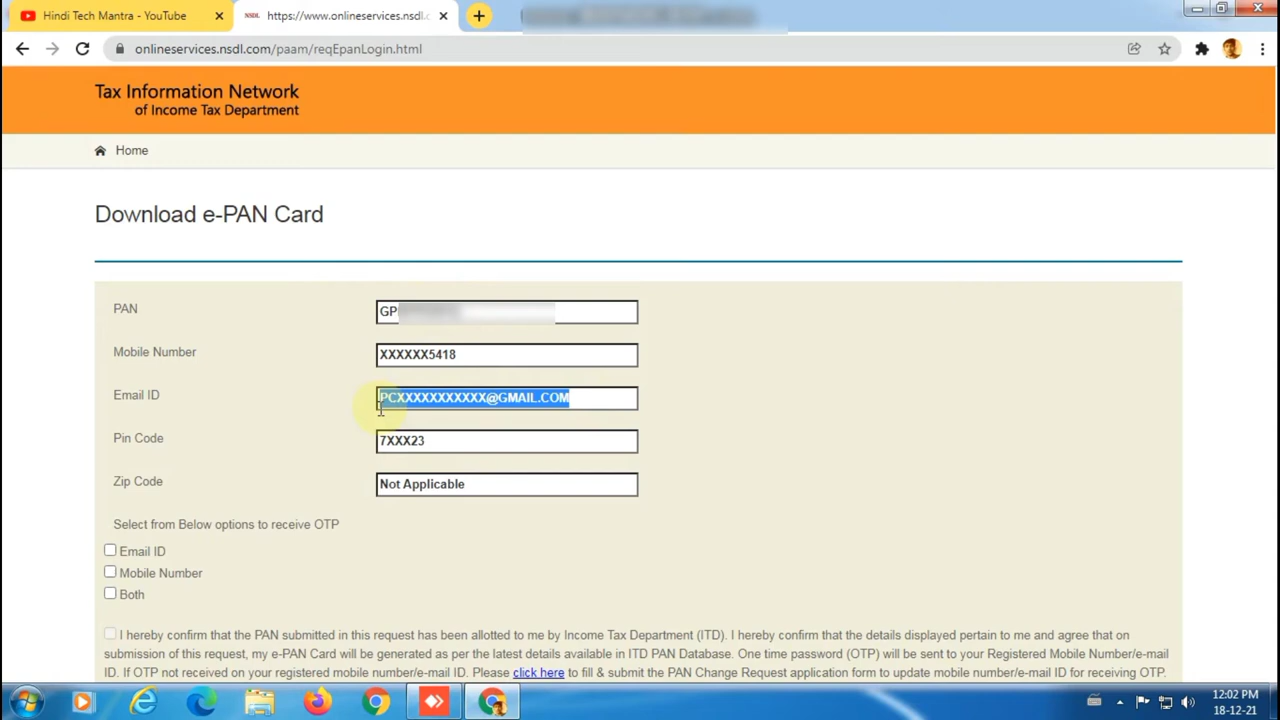 Hindi Tech Mantra - YouTube
NSDL https://www.onlineservices.nsdl.c
onlineservices.nsdl.com/paam/reqEpanLogin.html
Tax Information Network
of Income Tax Department
Home
Download e-PAN Card
PAN GP
Mobile Number XXXXXX5418
Email ID PCXXXXXXXXXXX@GMAIL.COM
Pin Code 7XXX23
Zip Code Not Applicable
Select from Below options to receive OTP
Email ID
Mobile Number
Both
I hereby confirm that the PAN submitted in this request has been allotted to me by Income Tax Department (ITD). I hereby confirm that the details displayed pertain to me and agree that on
submission of this request, my e-PAN Card will be generated as per the latest details available in ITD PAN Database. One time password (OTP) will be sent to your Registered Mobile Number/e-mail
ID. If OTP not received on your registered mobile number/e-mail ID. Please click here to fill & submit the PAN Change Request application form to update mobile number/e-mail ID for receiving OTP.
12:02 PM
18-12-21